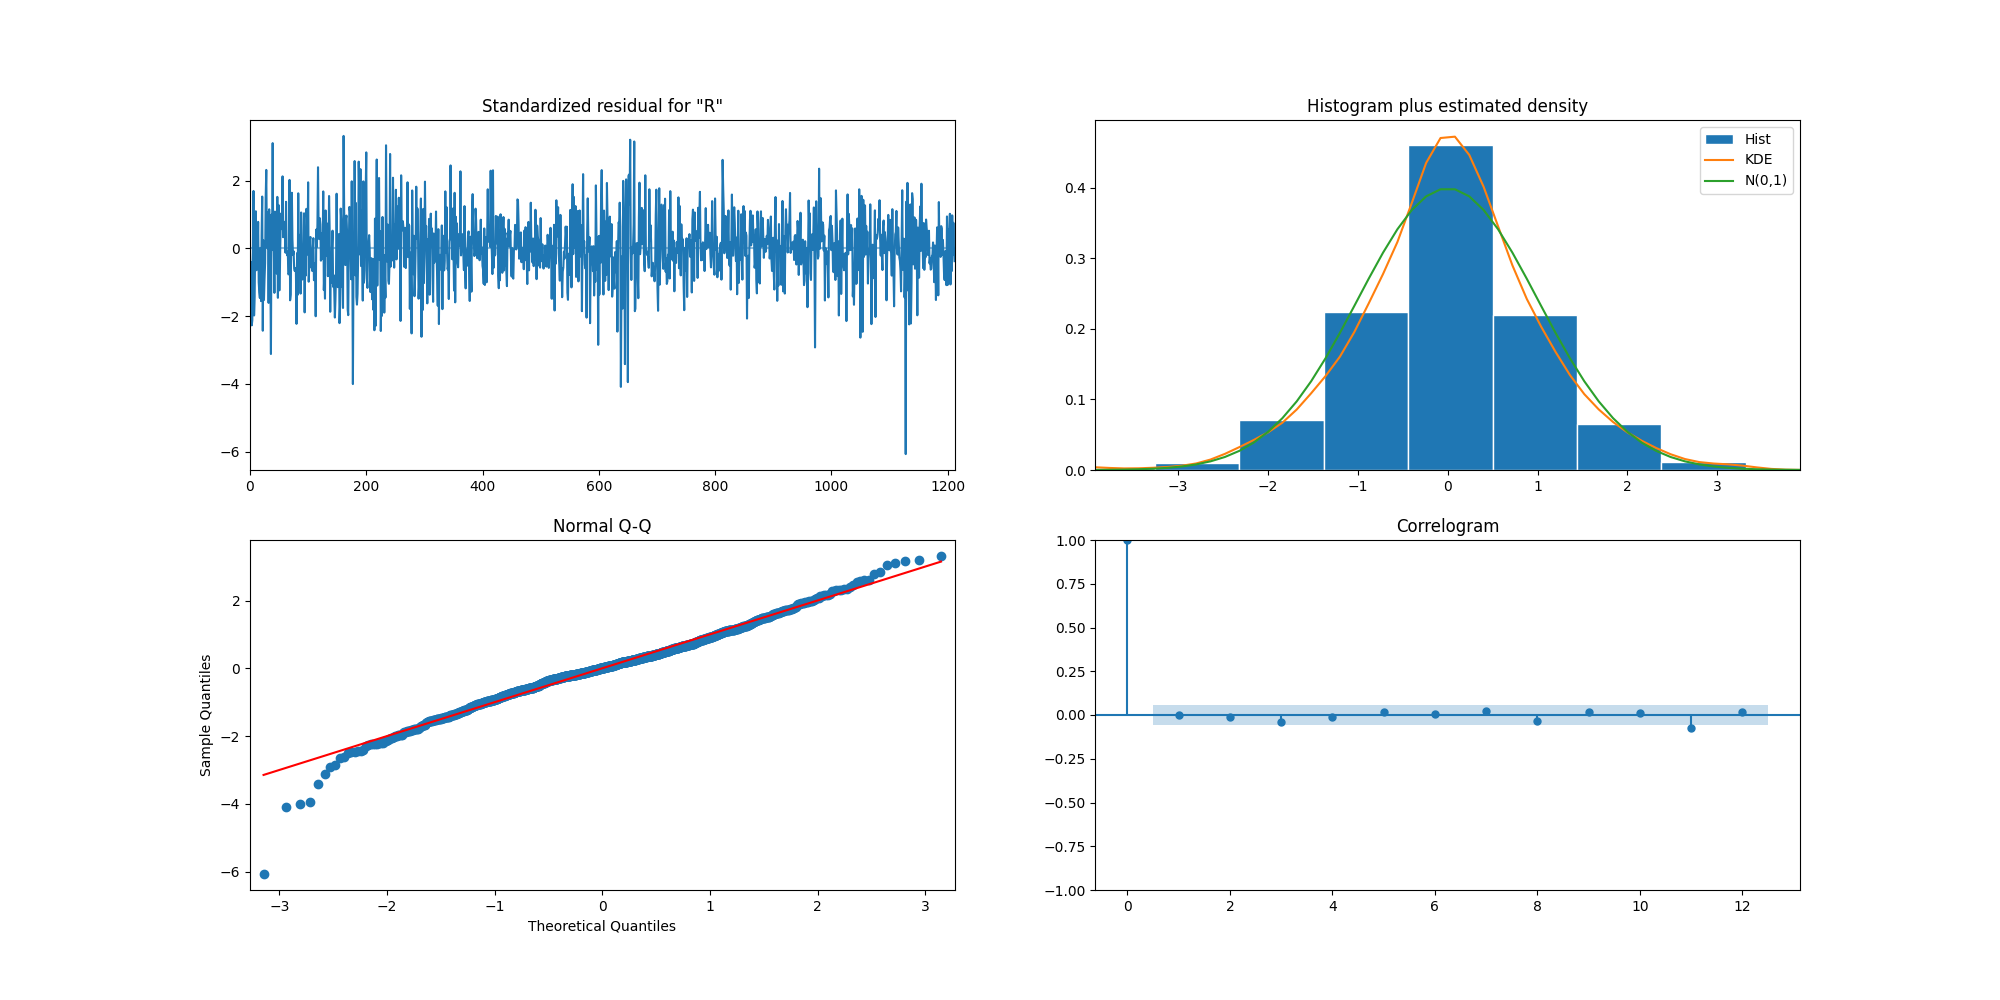 Standardized residual for "R"
2
0
−2
−4
−6
0 200 400 600 800 1000 1200
Histogram plus estimated density
Hist
KDE
N(0,1)
0.4
0.3
0.2
0.1
0.0
−3 −2 −1 0 1 2 3
Normal Q-Q
Sample Quantiles
2
0
−2
−4
−6
−3 −2 −1 0 1 2 3
Theoretical Quantiles
Correlogram
1.00
0.75
0.50
0.25
0.00
−0.25
−0.50
−0.75
−1.00
0 2 4 6 8 10 12